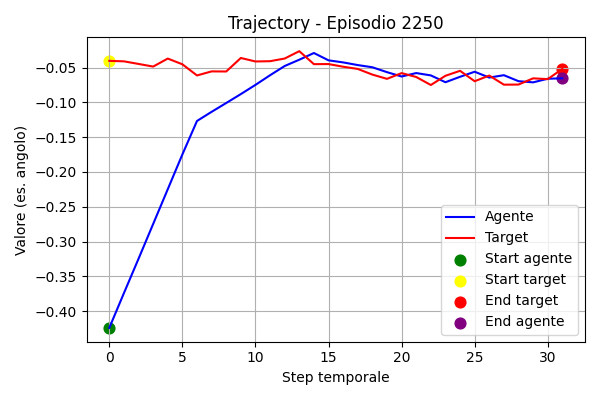 Trajectory - Episodio 2250
Valore (es. angolo)
−0.05
−0.10
−0.15
−0.20
−0.25
−0.30
−0.35
−0.40
Agente
Target
Start agente
Start target
End target
End agente
0 5 10 15 20 25 30
Step temporale